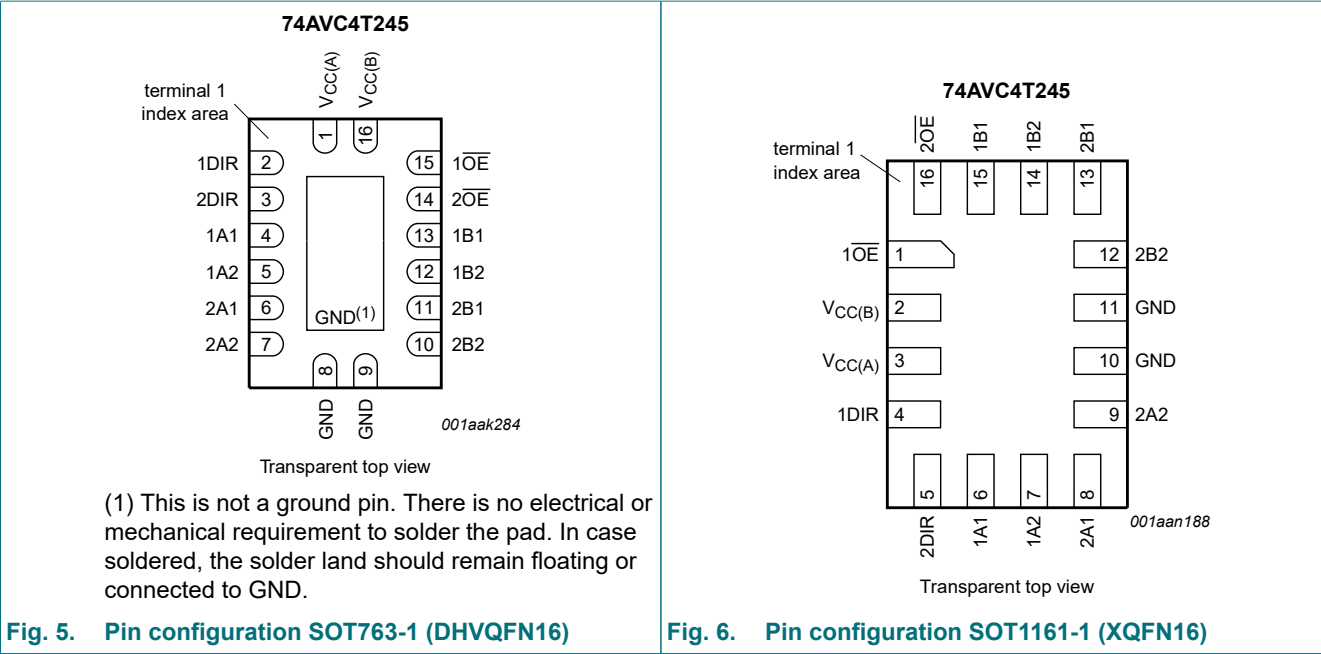 74AVC4T245
VCC(A)
VCC(B)
terminal 1
index area
1
16
1DIR 2
15 1OE
2DIR 3
14 2OE
1A1 4
13 1B1
1A2 5
12 1B2
2A1 6
11 2B1
GND(1)
2A2 7
10 2B2
8
9
GND
GND
001aak284
Transparent top view
(1) This is not a ground pin. There is no electrical or
mechanical requirement to solder the pad. In case
soldered, the solder land should remain floating or
connected to GND.
Fig. 5. Pin configuration SOT763-1 (DHVQFN16)
74AVC4T245
2OE
1B1
1B2
2B1
terminal 1
index area
16
15
14
13
1OE 1
12 2B2
VCC(B) 2
11 GND
VCC(A) 3
10 GND
1DIR 4
9 2A2
5
6
7
8
2DIR
1A1
1A2
2A1
001aan188
Transparent top view
Fig. 6. Pin configuration SOT1161-1 (XQFN16)